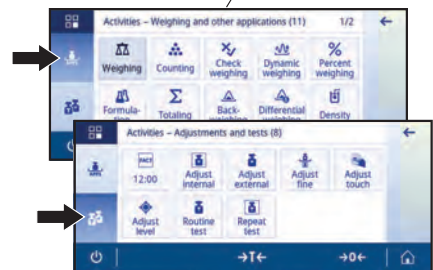 Activities – Weighing and other applications (11) 1/2
Weighing Counting Check weighing Dynamic weighing Percent weighing
Formula- Totaling Back- Differential Density
Activities – Adjustments and tests (8)
FACT
12:00 Adjust internal Adjust external Adjust fine Adjust touch
Adjust level Routine test Repeat test
→T← →0←